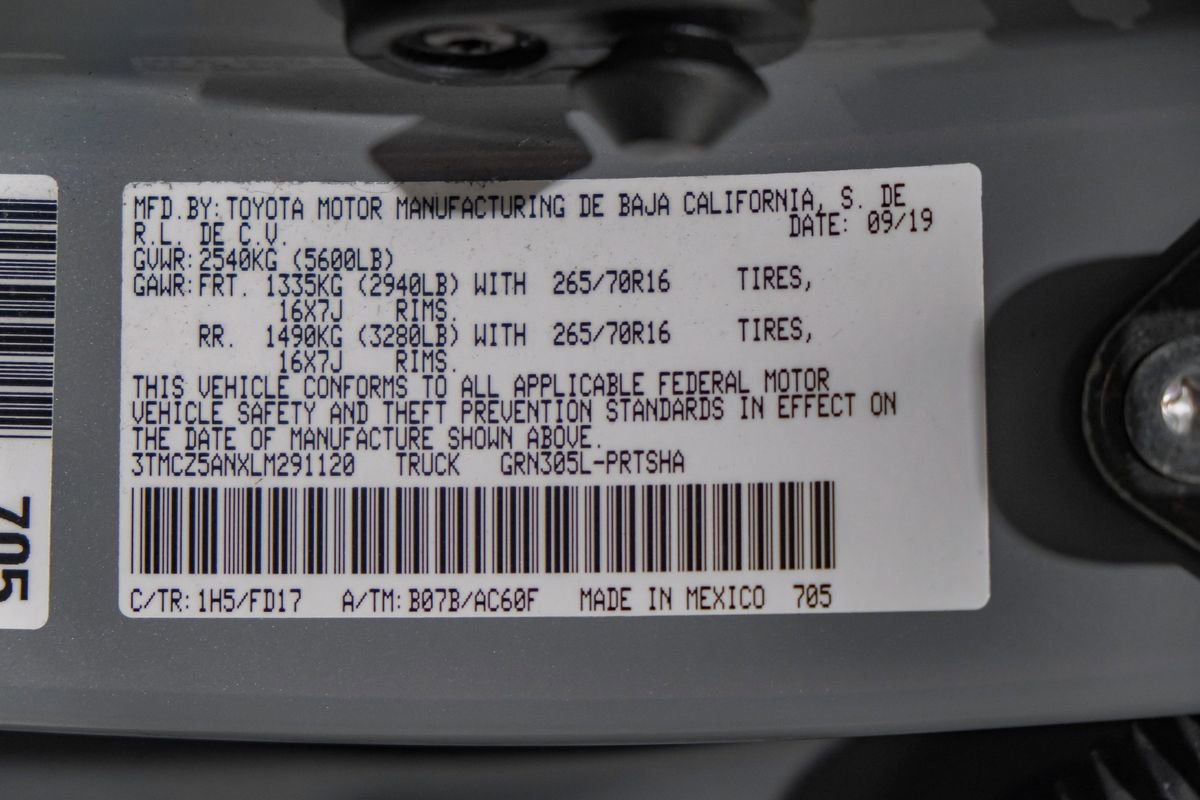 MFD.BY:TOYOTA MOTOR MANUFACTURING DE BAJA CALIFORNIA, S. DE
R.L. DE C.V. DATE: 09/19
GVWR:2540KG (5600LB)
GAWR:FRT. 1335KG (2940LB) WITH 265/70R16 TIRES,
16X7J RIMS.
RR. 1490KG (3280LB) WITH 265/70R16 TIRES,
16X7J RIMS.
THIS VEHICLE CONFORMS TO ALL APPLICABLE FEDERAL MOTOR
VEHICLE SAFETY AND THEFT PREVENTION STANDARDS IN EFFECT ON
THE DATE OF MANUFACTURE SHOWN ABOVE.
3TMCZ5ANXLM291120 TRUCK GRN305L-PRTSHA
C/TR:1H5/FD17 A/TM:B07B/AC60F MADE IN MEXICO 705
705